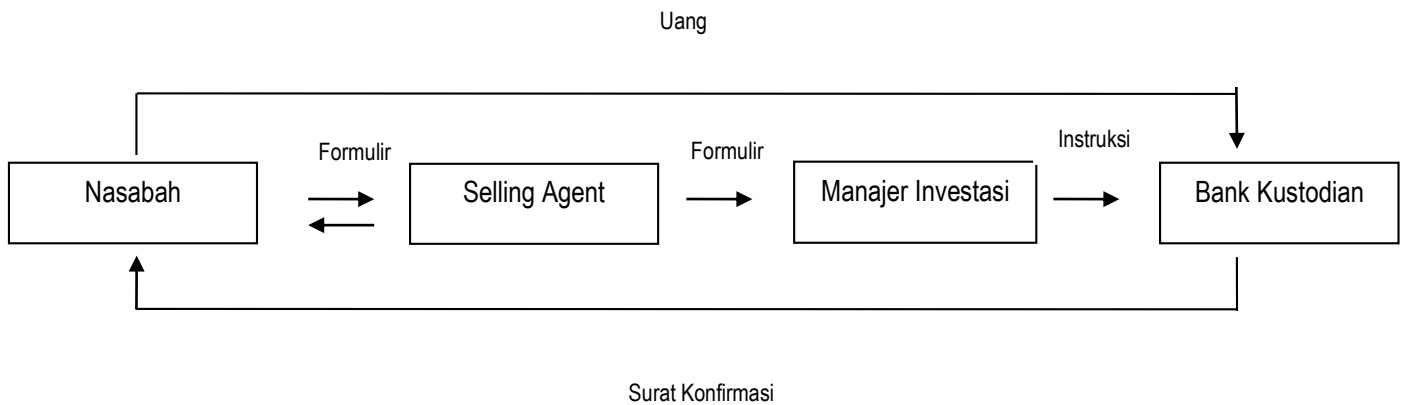 Uang
Formulir
Formulir
Instruksi
Nasabah
Selling Agent
Manajer Investasi
Bank Kustodian
Surat Konfirmasi